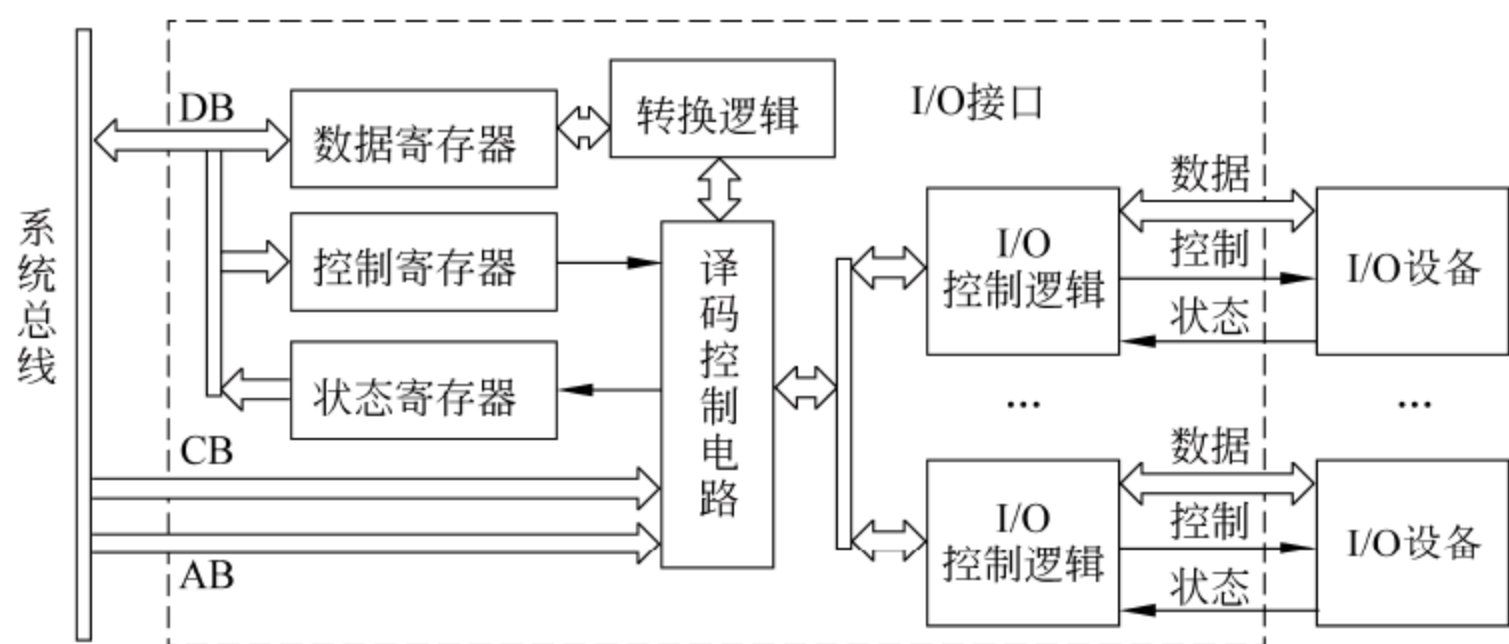 DB
数据寄存器
转换逻辑
I/O接口
系统总线
控制寄存器
状态寄存器
译码控制电路
CB
AB
I/O
控制逻辑
数据
控制
状态
I/O设备
...
...
I/O
控制逻辑
数据
控制
状态
I/O设备